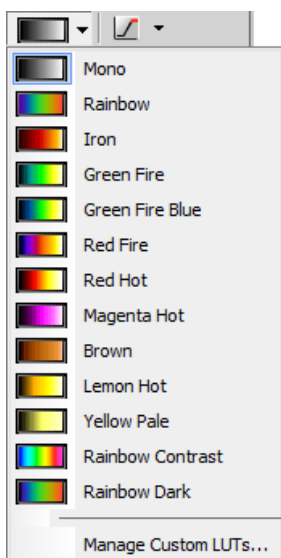 Mono
Rainbow
Iron
Green Fire
Green Fire Blue
Red Fire
Red Hot
Magenta Hot
Brown
Lemon Hot
Yellow Pale
Rainbow Contrast
Rainbow Dark
Manage Custom LUTs...